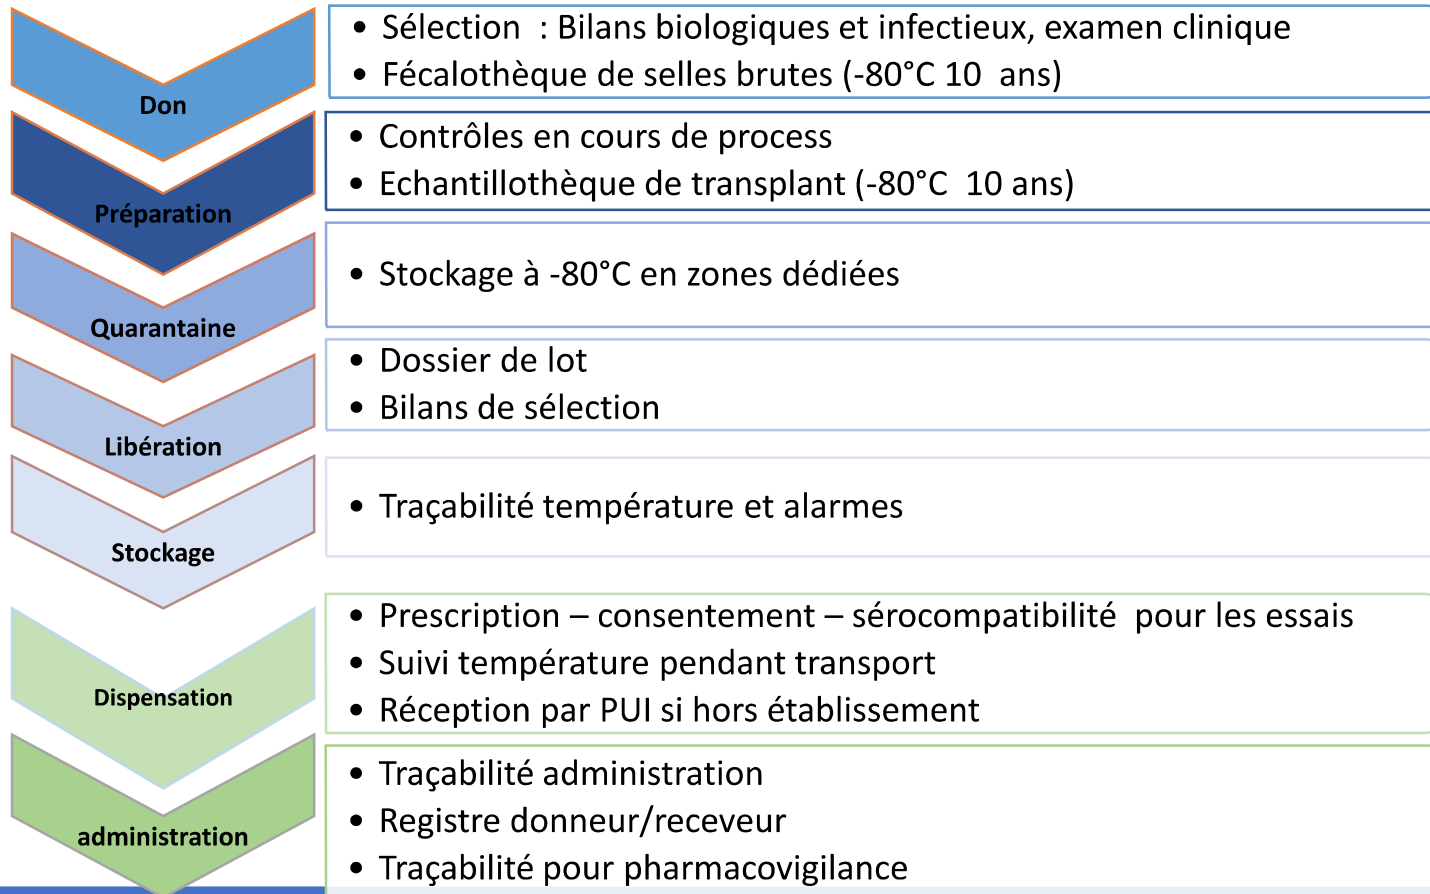 Don
• Sélection  : Bilans biologiques et infectieux, examen clinique
• Fécalothèque de selles brutes (-80°C 10  ans)
Préparation
• Contrôles en cours de process
• Echantillothèque de transplant (-80°C  10 ans)
Quarantaine
• Stockage à -80°C en zones dédiées
Libération
• Dossier de lot
• Bilans de sélection
Stockage
• Traçabilité température et alarmes
Dispensation
• Prescription – consentement – sérocompatibilité  pour les essais
• Suivi température pendant transport
• Réception par PUI si hors établissement
administration
• Traçabilité administration
• Registre donneur/receveur
• Traçabilité pour pharmacovigilance